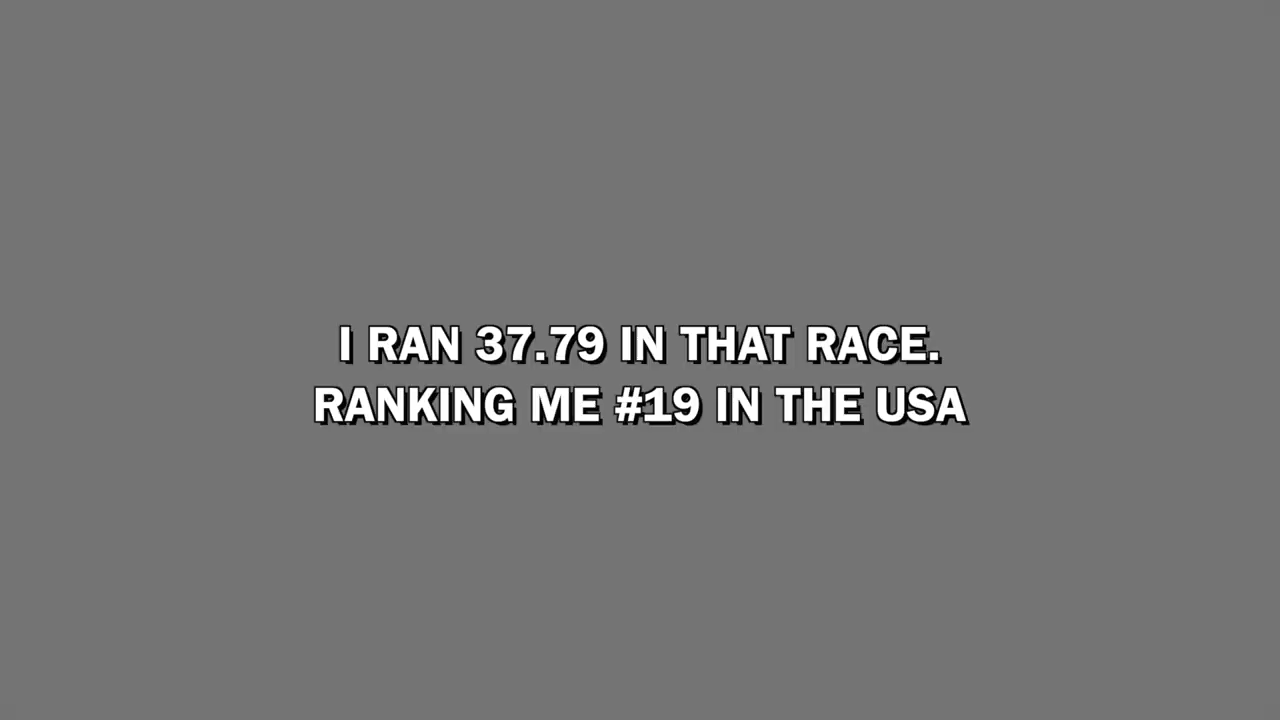 I RAN 37.79 IN THAT RACE.
RANKING ME #19 IN THE USA